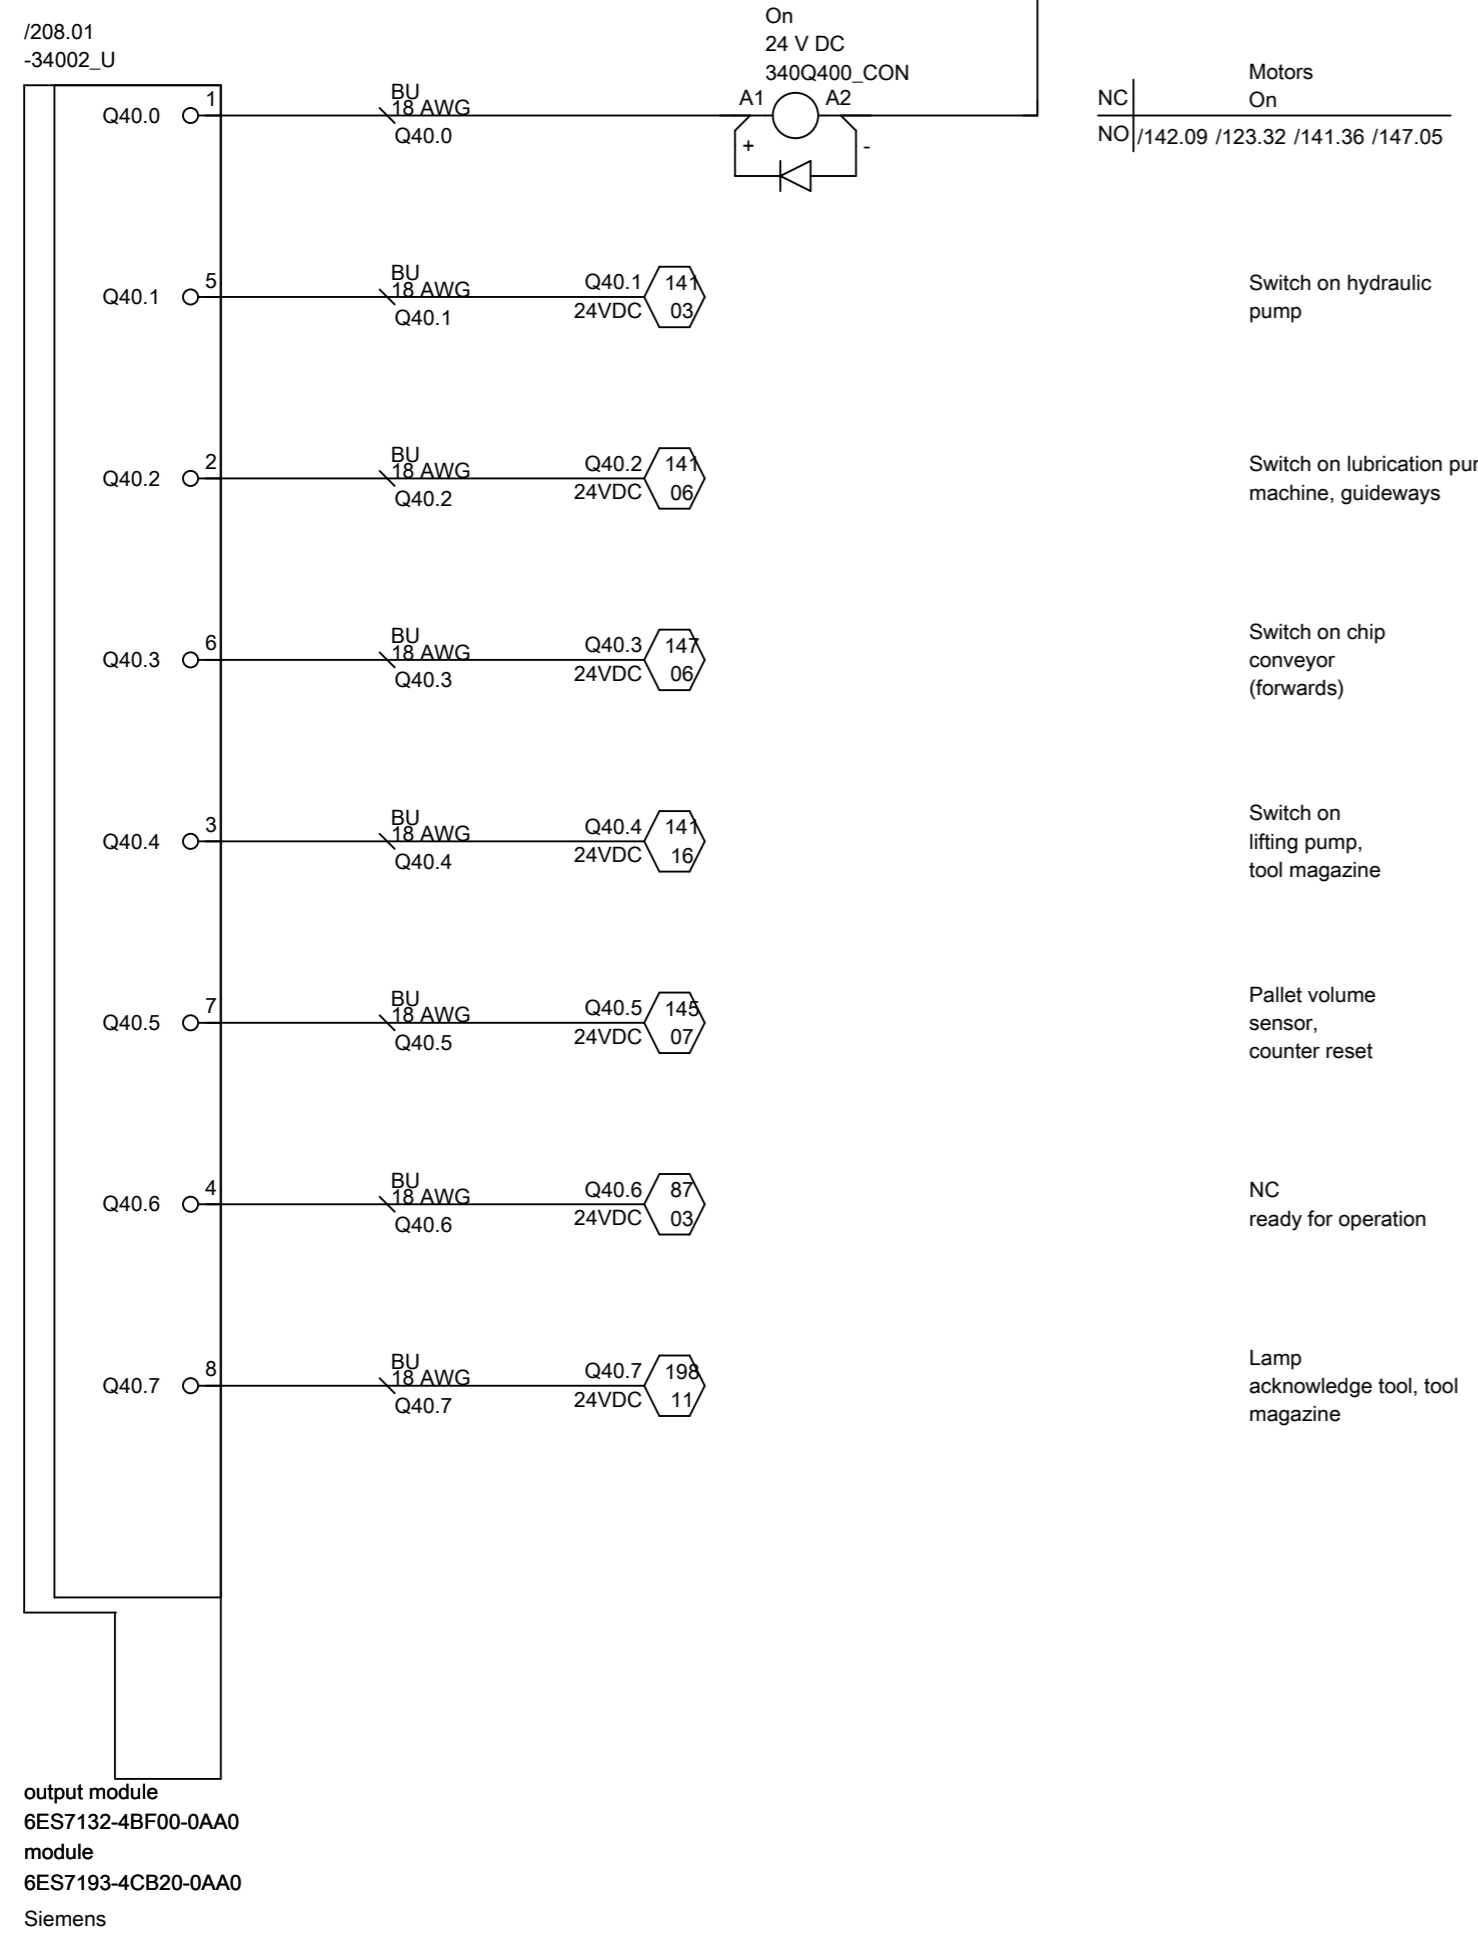 /208.01
-34002_U
On
24 V DC
340Q400_CON
A1 A2
+ -
Q40.0 1
BU
18 AWG
Q40.0
Motors
On
NC
NO /142.09 /123.32 /141.36 /147.05
Q40.1 5
BU
18 AWG
Q40.1
Q40.1 141
24VDC 03
Switch on hydraulic
pump
Q40.2 2
BU
18 AWG
Q40.2
Q40.2 141
24VDC 06
Switch on lubrication
machine, guideways
Q40.3 6
BU
18 AWG
Q40.3
Q40.3 147
24VDC 06
Switch on chip
conveyor
(forwards)
Q40.4 3
BU
18 AWG
Q40.4
Q40.4 141
24VDC 16
Switch on
lifting pump,
tool magazine
Q40.5 7
BU
18 AWG
Q40.5
Q40.5 145
24VDC 07
Pallet volume
sensor,
counter reset
Q40.6 4
BU
18 AWG
Q40.6
Q40.6 87
24VDC 03
NC
ready for operation
Q40.7 8
BU
18 AWG
Q40.7
Q40.7 198
24VDC 11
Lamp
acknowledge tool, tool
magazine
output module
6ES7132-4BF00-0AA0
module
6ES7193-4CB20-0AA0
Siemens